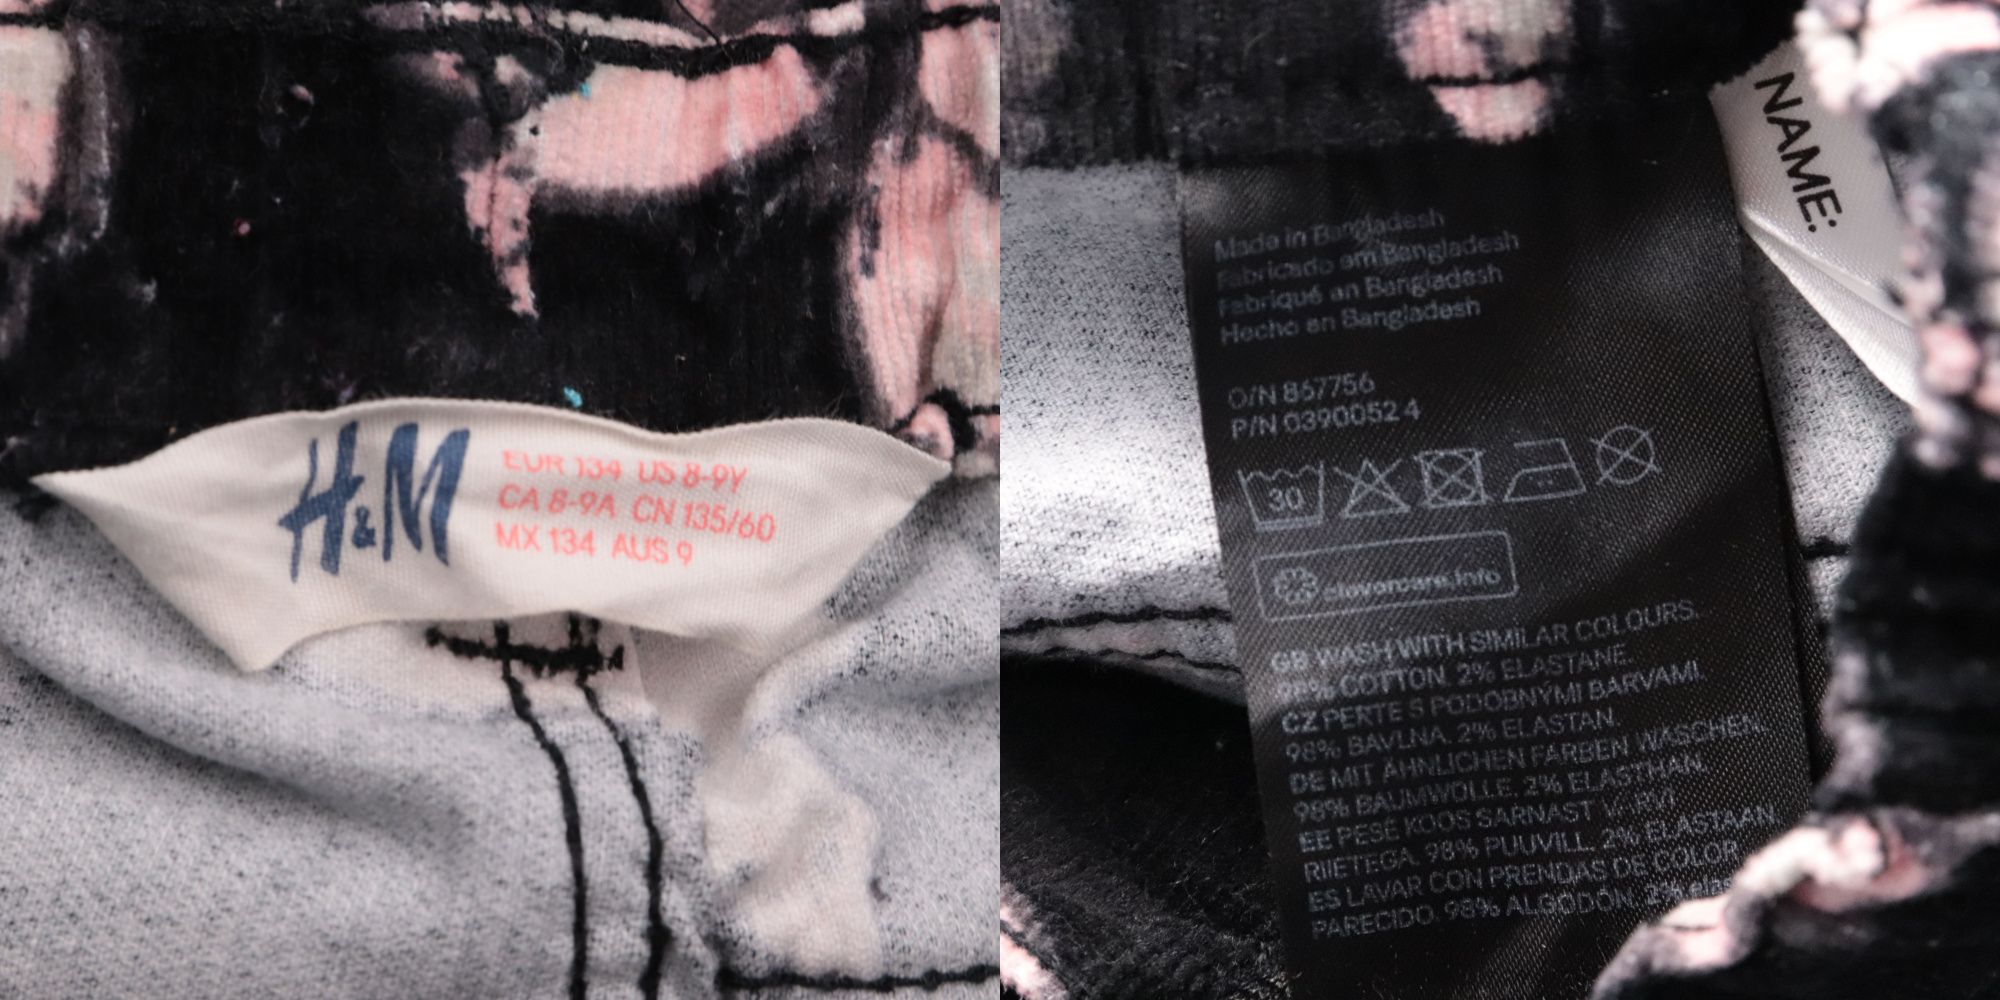 H&M
EUR 134 US 8-9Y
CA 8-9A CN 135/60
MX 134 AUS 9
NAME:
Made in Bangladesh
Fabricado em Bangladesh
Fabriqué en Bangladesh
Hecho en Bangladesh
O/N 867756
P/N 0390052 4
30
clevercare.info
GB WASH WITH SIMILAR COLOURS.
98% COTTON. 2% ELASTANE.
CZ PERTE S PODOBNÝMI BARVAMI.
98% BAVLNA. 2% ELASTAN.
DE MIT ÄHNLICHEN FARBEN WASCHEN.
98% BAUMWOLLE. 2% ELASTHAN.
EE PESE KOOS SARNAST VÄRVI
RIIETEGA. 98% PUUVILL. 2% ELASTAAN.
ES LAVAR CON PRENDAS DE COLOR
PARECIDO. 98% ALGODÓN. 2%